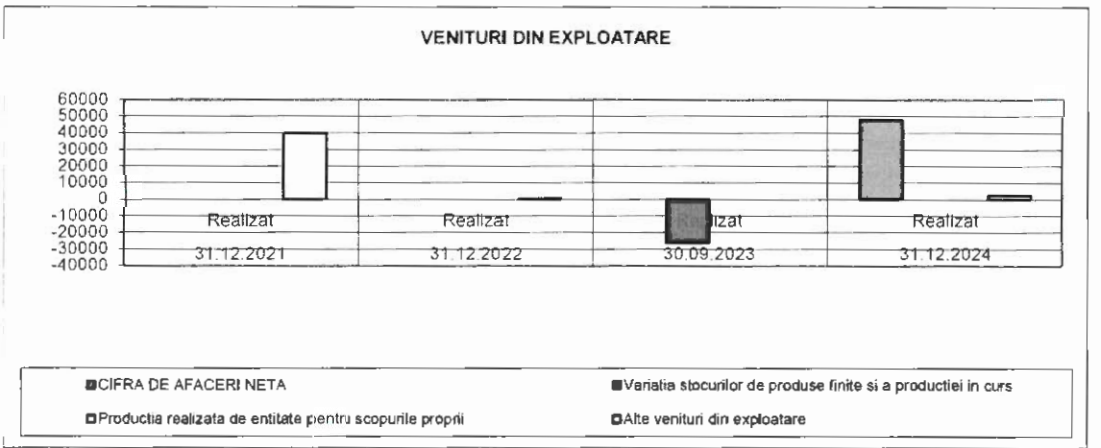 VENITURI DIN EXPLOATARE
60000
50000
40000
30000
20000
10000
0
-10000
-20000
-30000
-40000
Realizat Realizat Realizat Realizat
31.12.2021 31.12.2022 30.09.2023 31.12.2024
CIFRA DE AFACERI NETA Variatia stocurilor de produse finite si a productiei in curs
Productia realizata de entitate pentru scopurile proprii Alte venituri din exploatare